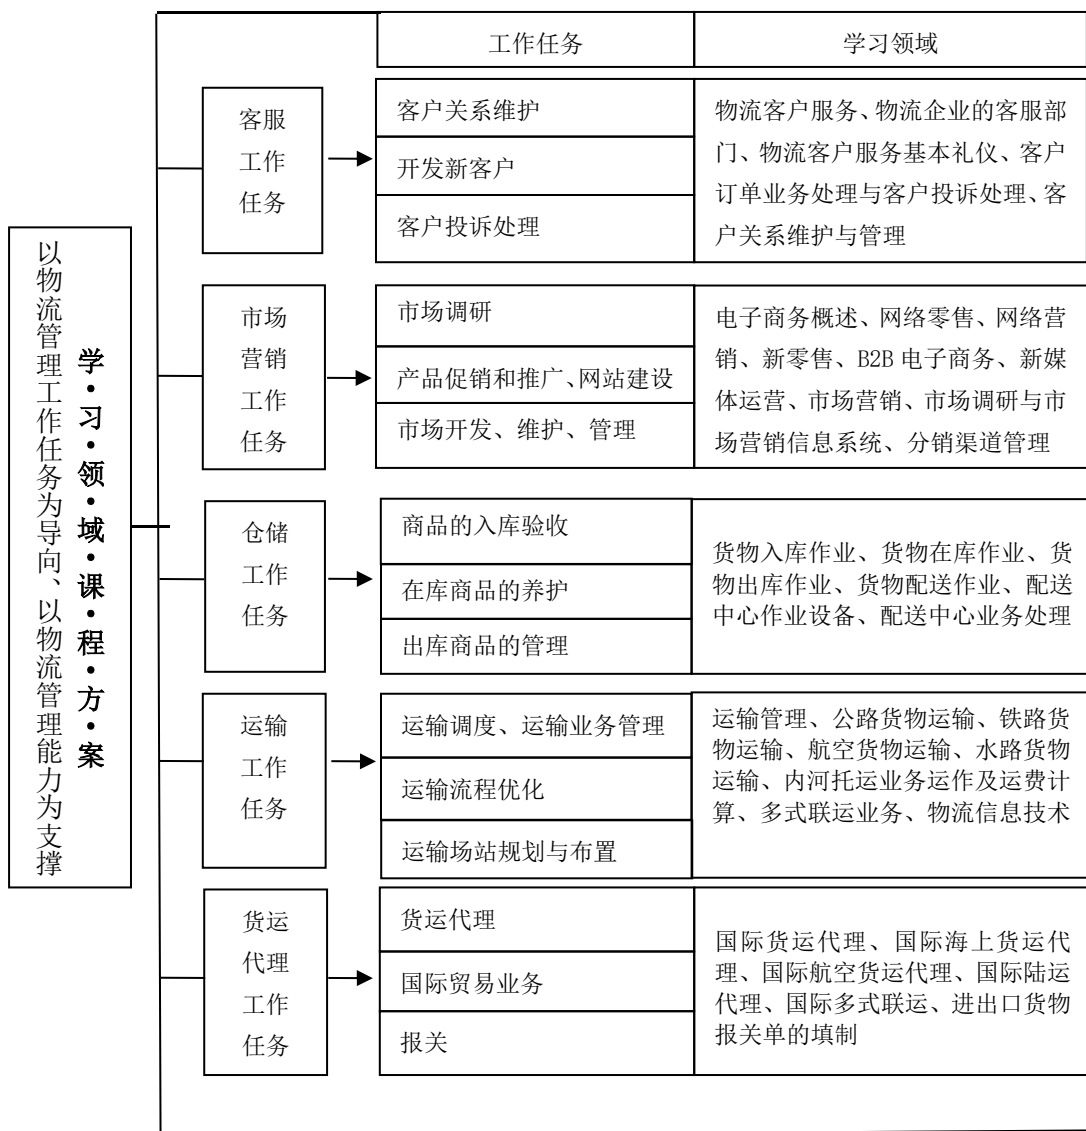 工作任务
学习领域
以物流管理工作任务为导向、以物流管理能力为支撑
学·习·领·域·课·程·方·案
客服
工作
任务
客户关系维护
开发新客户
客户投诉处理
物流客户服务、物流企业的客服部
门、物流客户服务基本礼仪、客户
订单业务处理与客户投诉处理、客
户关系维护与管理
市场
营销
工作
任务
市场调研
产品促销和推广、网站建设
市场开发、维护、管理
电子商务概述、网络零售、网络营
销、新零售、B2B 电子商务、新媒
体运营、市场营销、市场调研与市
场营销信息系统、分销渠道管理
仓储
工作
任务
商品的入库验收
在库商品的养护
出库商品的管理
货物入库作业、货物在库作业、货
物出库作业、货物配送作业、配送
中心作业设备、配送中心业务处理
运输
工作
任务
运输调度、运输业务管理
运输流程优化
运输场站规划与布置
运输管理、公路货物运输、铁路货
物运输、航空货物运输、水路货物
运输、内河托运业务运作及运费计
算、多式联运业务、物流信息技术
货运
代理
工作
任务
货运代理
国际贸易业务
报关
国际货运代理、国际海上货运代
理、国际航空货运代理、国际陆运
代理、国际多式联运、进出口货物
报关单的填制